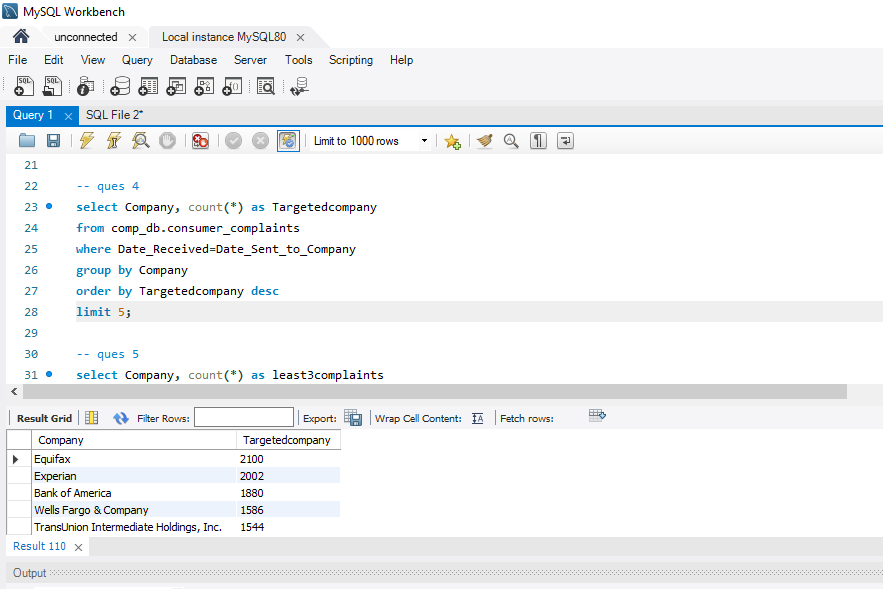 MySQL Workbench
unconnected
Local instance MySQL80
File Edit View Query Database Server Tools Scripting Help
SQL SQL
Query 1 SQL File 2*
Limit to 1000 rows
21
22 -- ques 4
23 select Company, count(*) as Targetedcompany
24 from comp_db.consumer_complaints
25 where Date_Received=Date_Sent_to_Company
26 group by Company
27 order by Targetedcompany desc
28 limit 5;
29
30 -- ques 5
31 select Company, count(*) as least3complaints
Result Grid Filter Rows: Export: Wrap Cell Content: Fetch rows:
Company Targetedcompany
Equifax 2100
Experian 2002
Bank of America 1880
Wells Fargo & Company 1586
TransUnion Intermediate Holdings, Inc. 1544
Result 110
Output